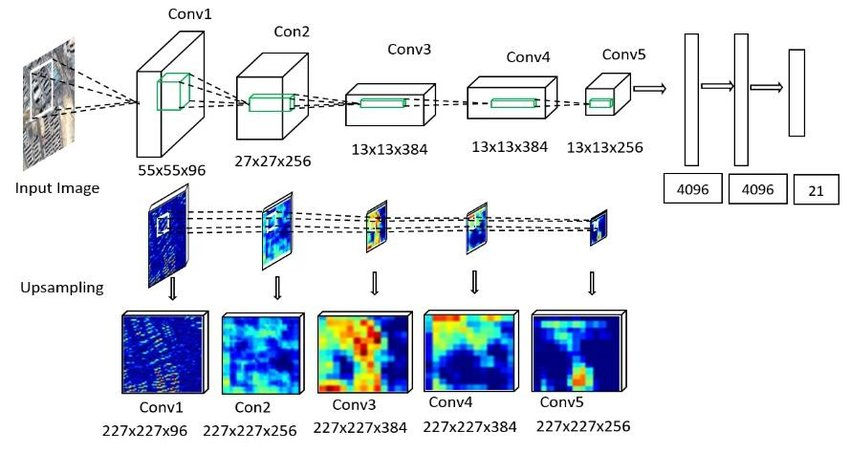 Conv1
Con2
Conv3
Conv4
Conv5
55x55x96
27x27x256
13x13x384
13x13x384
13x13x256
Input Image
4096
4096
21
Upsampling
Conv1
Con2
Conv3
Conv4
Conv5
227x227x96
227x227x256
227x227x384
227x227x384
227x227x256